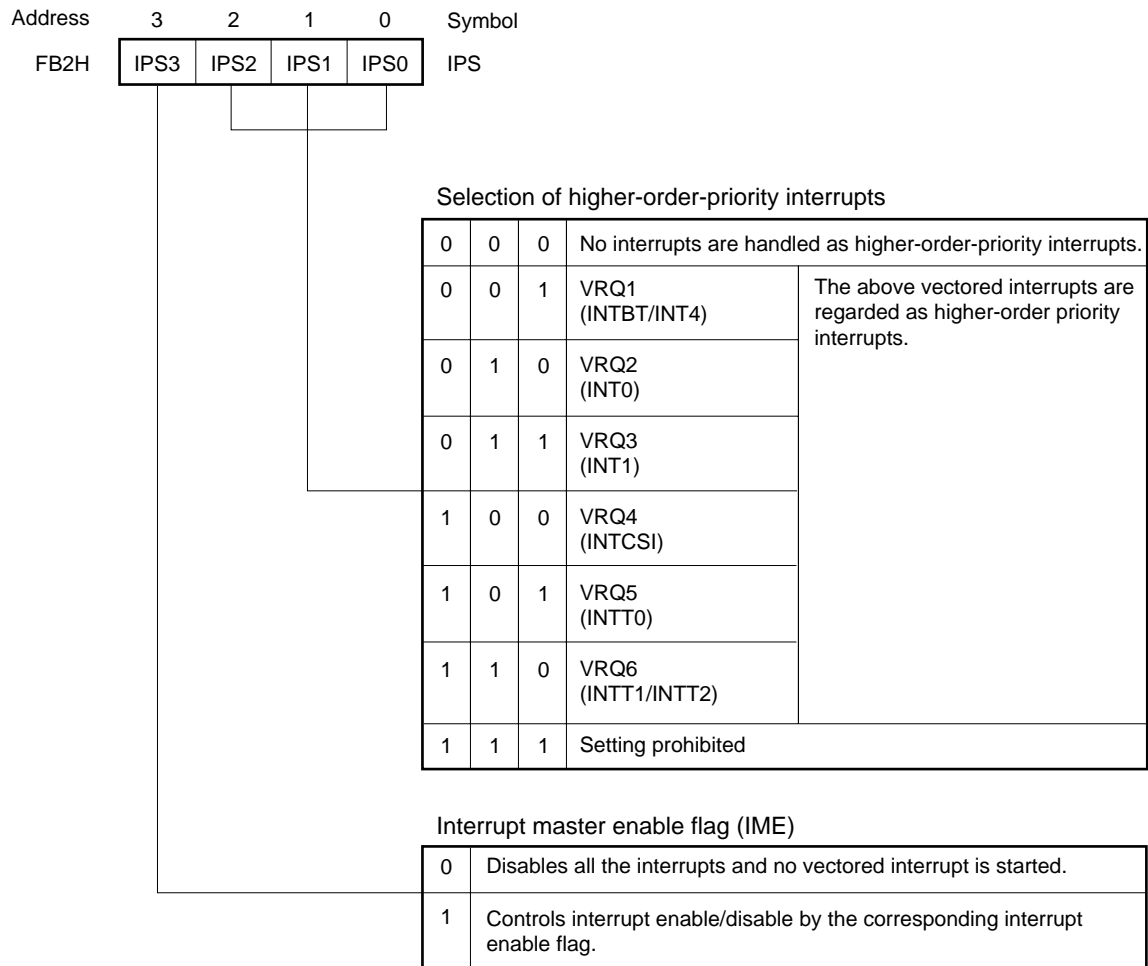 Address 3 2 1 0 Symbol
FB2H IPS3 IPS2 IPS1 IPS0 IPS
Selection of higher-order-priority interrupts
0 0 0 No interrupts are handled as higher-order-priority interrupts.
0 0 1 VRQ1
(INTBT/INT4)
The above vectored interrupts are
regarded as higher-order priority
interrupts.
0 1 0 VRQ2
(INT0)
0 1 1 VRQ3
(INT1)
1 0 0 VRQ4
(INTCSI)
1 0 1 VRQ5
(INTT0)
1 1 0 VRQ6
(INTT1/INTT2)
1 1 1 Setting prohibited
Interrupt master enable flag (IME)
0 Disables all the interrupts and no vectored interrupt is started.
1 Controls interrupt enable/disable by the corresponding interrupt
enable flag.